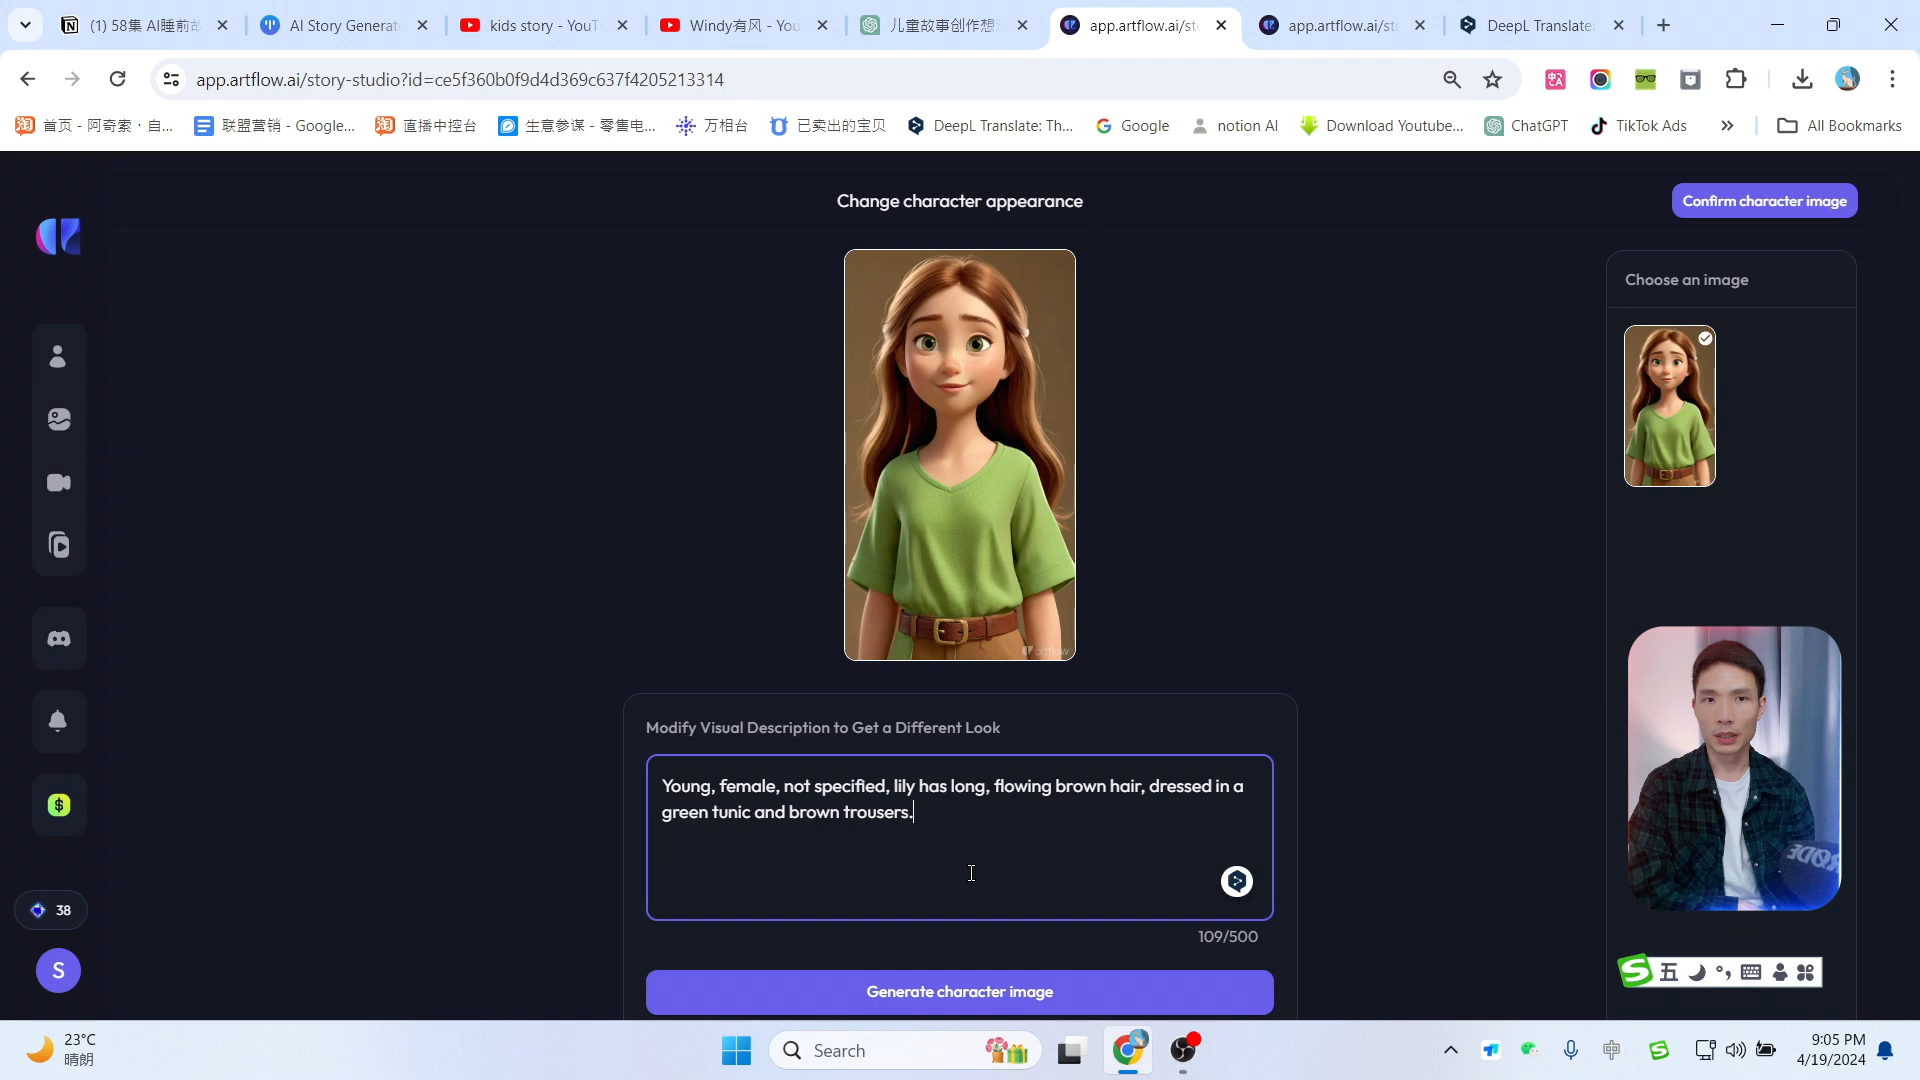 (1) 58集 AI睡前故
AI Story Generat
kids story - YouT
Windy有风 - You
儿童故事创作想
app.artflow.ai/sto
app.artflow.ai/st
DeepL Translate:
app.artflow.ai/story-studio?id=ce5f360b0f9d4d369c637f4205213314
首页 - 阿奇索 · 自...
联盟营销 - Google...
直播中控台
生意参谋 - 零售电...
万相台
已卖出的宝贝
DeepL Translate: Th...
Google
notion AI
Download Youtube...
ChatGPT
TikTok Ads
All Bookmarks
Change character appearance
Confirm character image
Choose an image
artflow
Modify Visual Description to Get a Different Look
Young, female, not specified, lily has long, flowing brown hair, dressed in a
green tunic and brown trousers.
109/500
Generate character image
38
S
RODE
五
23°C
晴朗
Search
中
9:05 PM
4/19/2024